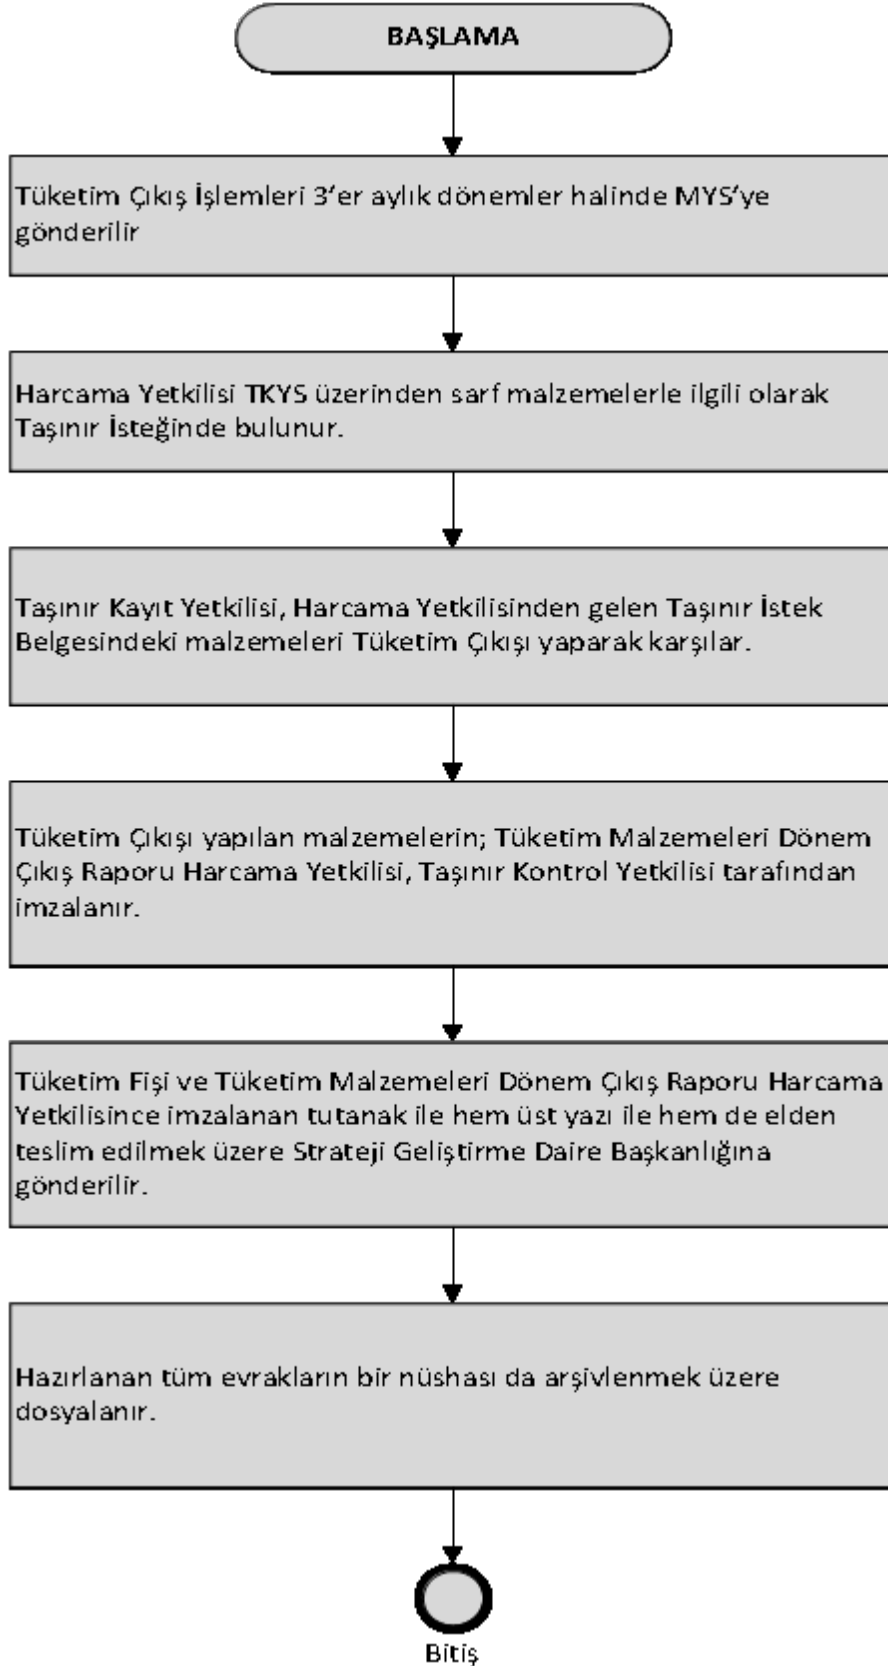 BAŞLAMA
Tüketim Çıkış İşlemleri 3'er aylık dönemler halinde MYS'ye
gönderilir
Harcama Yetkilisi TKYS üzerinden sarf malzemelerle ilgili olarak
Taşınır İsteğinde bulunur.
Taşınır Kayıt Yetkilisi, Harcama Yetkilisinden gelen Taşınır İstek
Belgesindeki malzemeleri Tüketim Çıkışı yaparak karşılar.
Tüketim Çıkışı yapılan malzemelerin; Tüketim Malzemeleri Dönem
Çıkış Raporu Harcama Yetkilisi, Taşınır Kontrol Yetkilisi tarafından
imzalanır.
Tüketim Fişi ve Tüketim Malzemeleri Dönem Çıkış Raporu Harcama
Yetkilisince imzalanan tutanak ile hem üst yazı ile hem de elden
teslim edilmek üzere Strateji Geliştirme Daire Başkanlığına
gönderilir.
Hazırlanan tüm evrakların bir nüshası da arşivlenmek üzere
dosyalanır.
Bitiş